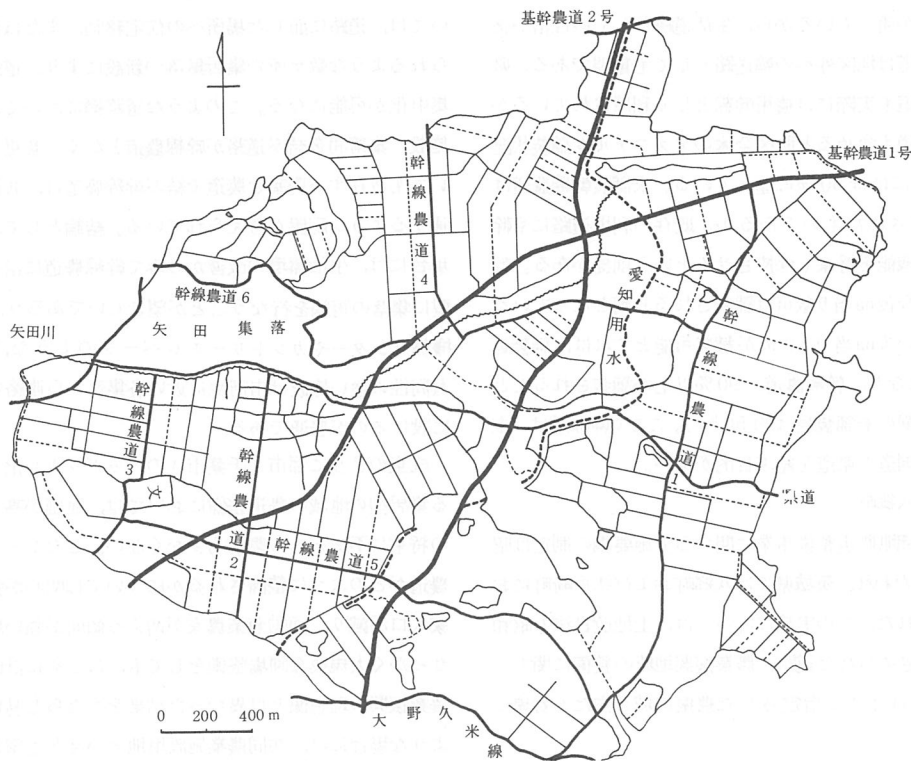 基幹農道2号
基幹農道1号
幹線農道4
幹線農道6
愛知用水
矢田川
矢田集落
幹線農道1
幹線農道3
幹線農道2
文
県道
幹線農道5
大野久米線
0 200 400m